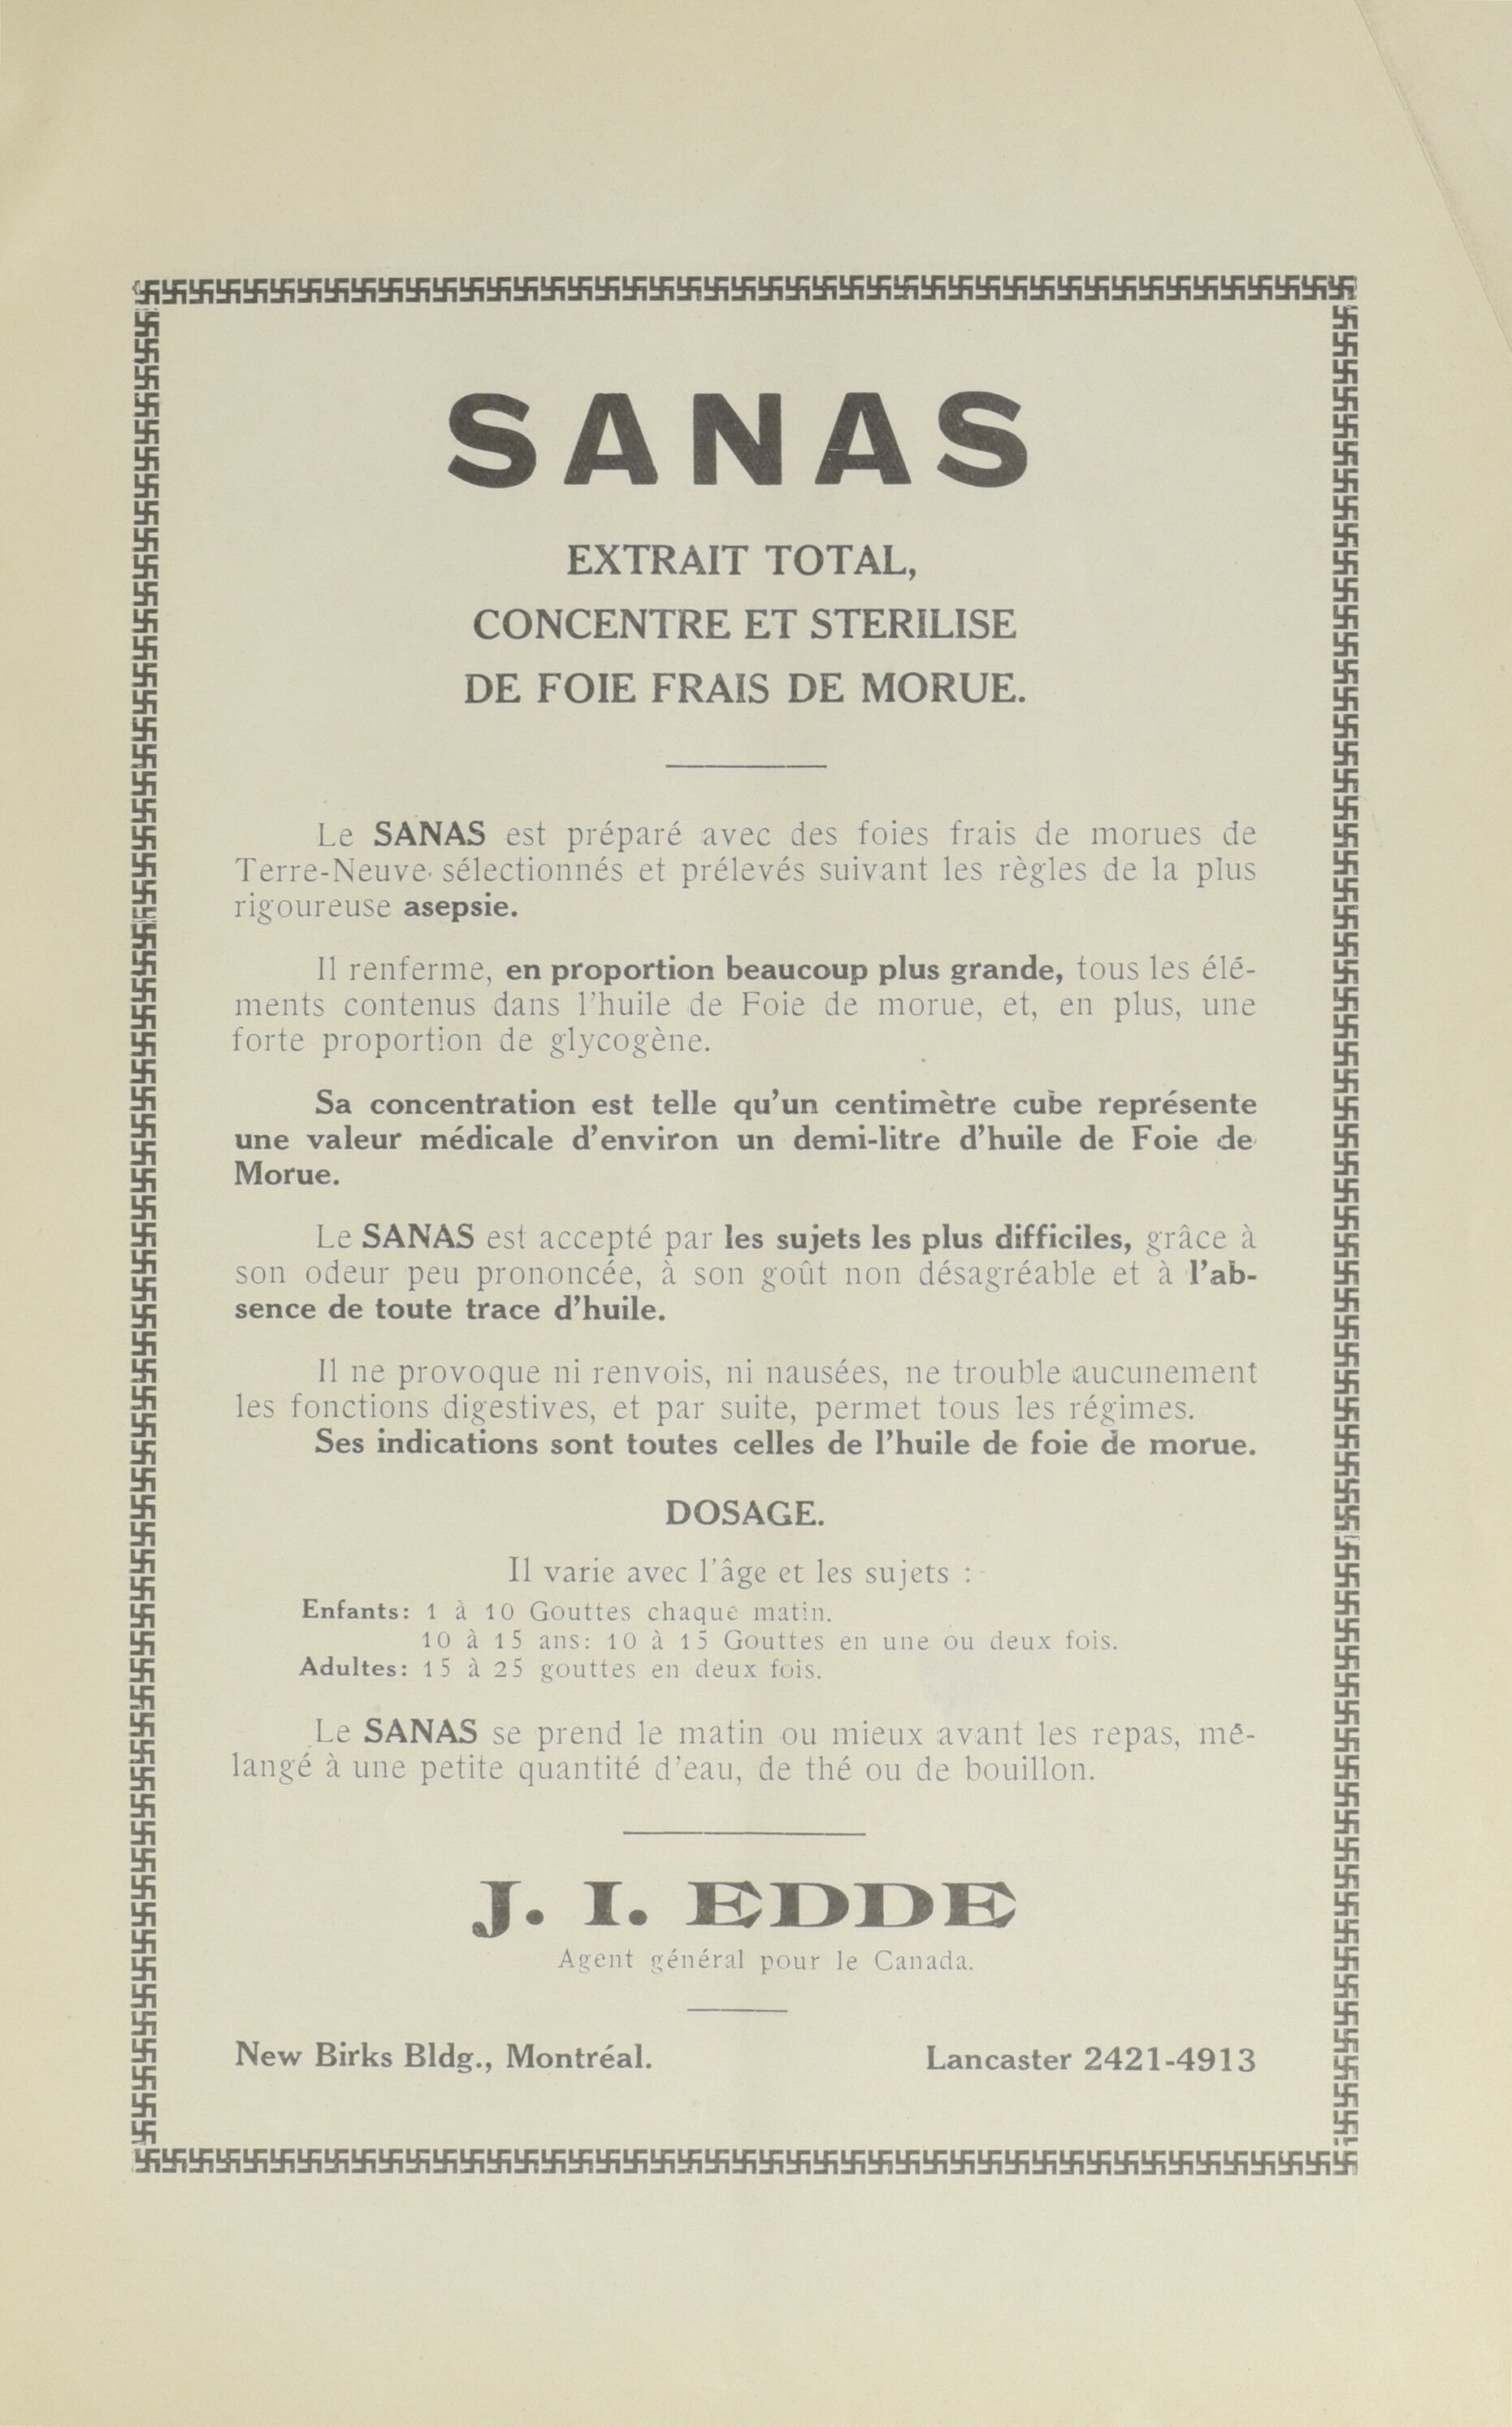 SANAS
EXTRAIT TOTAL,
CONCENTRE ET STERILISE
DE FOIE FRAIS DE MORUE.
Le SANAS est préparé avec des foies frais de morues de
Terre-Neuve sélectionnés et prélevés suivant les règles de la plus
rigoureuse asepsie.
Il renferme, en proportion beaucoup plus grande, tous les élé-
ments contenus dans l'huile de Foie de morue, et, en plus, une
forte proportion de glycogène.
Sa concentration est telle qu'un centimètre cube représente
une valeur médicale d'environ un demi-litre d'huile de Foie de
Morue.
Le SANAS est accepté par les sujets les plus difficiles, grâce à
son odeur peu prononcée, à son goût non désagréable et à l'ab-
sence de toute trace d'huile.
Il ne provoque ni renvois, ni nausées, ne trouble aucunement
les fonctions digestives, et par suite, permet tous les régimes.
Ses indications sont toutes celles de l'huile de foie de morue.
DOSAGE.
Il varie avec l'âge et les sujets :
Enfants: 1 à 10 Gouttes chaque matin.
10 à 15 ans: 10 à 15 Gouttes en une ou deux fois.
Adultes: 15 à 25 gouttes en deux fois.
Le SANAS se prend le matin ou mieux avant les repas, mé-
langé à une petite quantité d'eau, de thé ou de bouillon.
J. I. EDDE
Agent général pour le Canada.
New Birks Bldg., Montréal. Lancaster 2421-4913